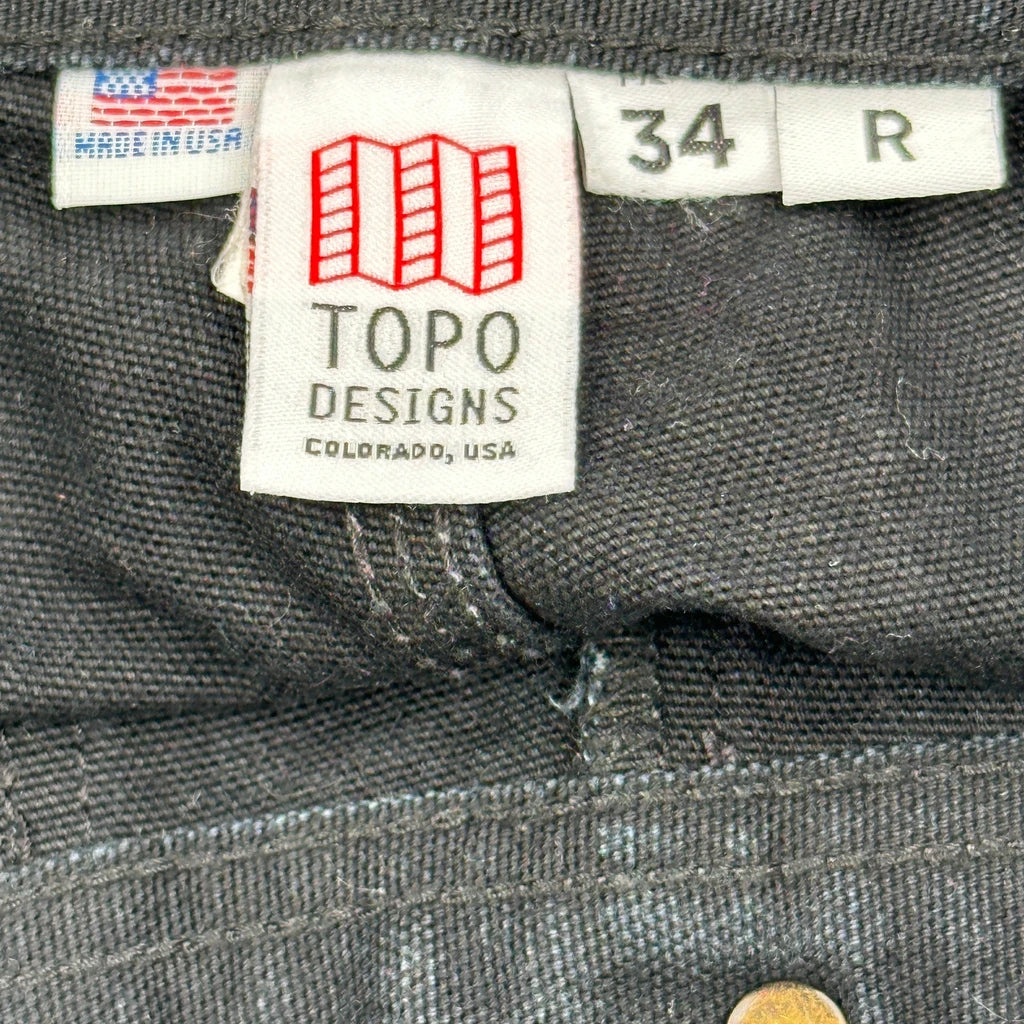 MADE IN USA
TOPO
DESIGNS
COLORADO, USA
34
R